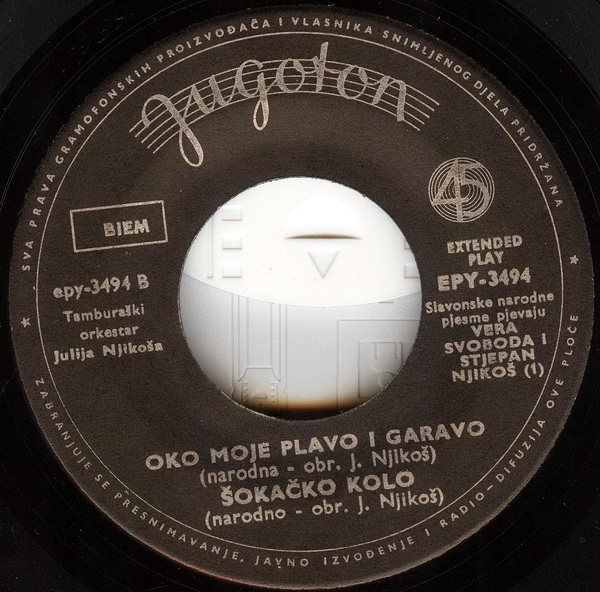 SVA PRAVA GRAMOFONSKIH PROIZVOĐAČA I VLASNIKA SNIMLJENOG DJELA PRIDRŽANA
Jugoton
BIEM
epy-3494 B
Tamburaški
orkestar
Julija Njikoša
45
EXTENDED
PLAY
EPY-3494
Slavonske narodne
pjesme pjevaju
VERA
SVOBODA I
STJEPAN
NJIKOŠ (1)
OKO MOJE PLAVO I GARAVO
(narodna - obr. J. Njikoš)
ŠOKAČKO KOLO
(narodno - obr. J. Njikoš)
ZABRANJUJE SE PRESNIMAVANJE, JAVNO IZVOĐENJE I RADIO - DIFUZIJA OVE PLOČE